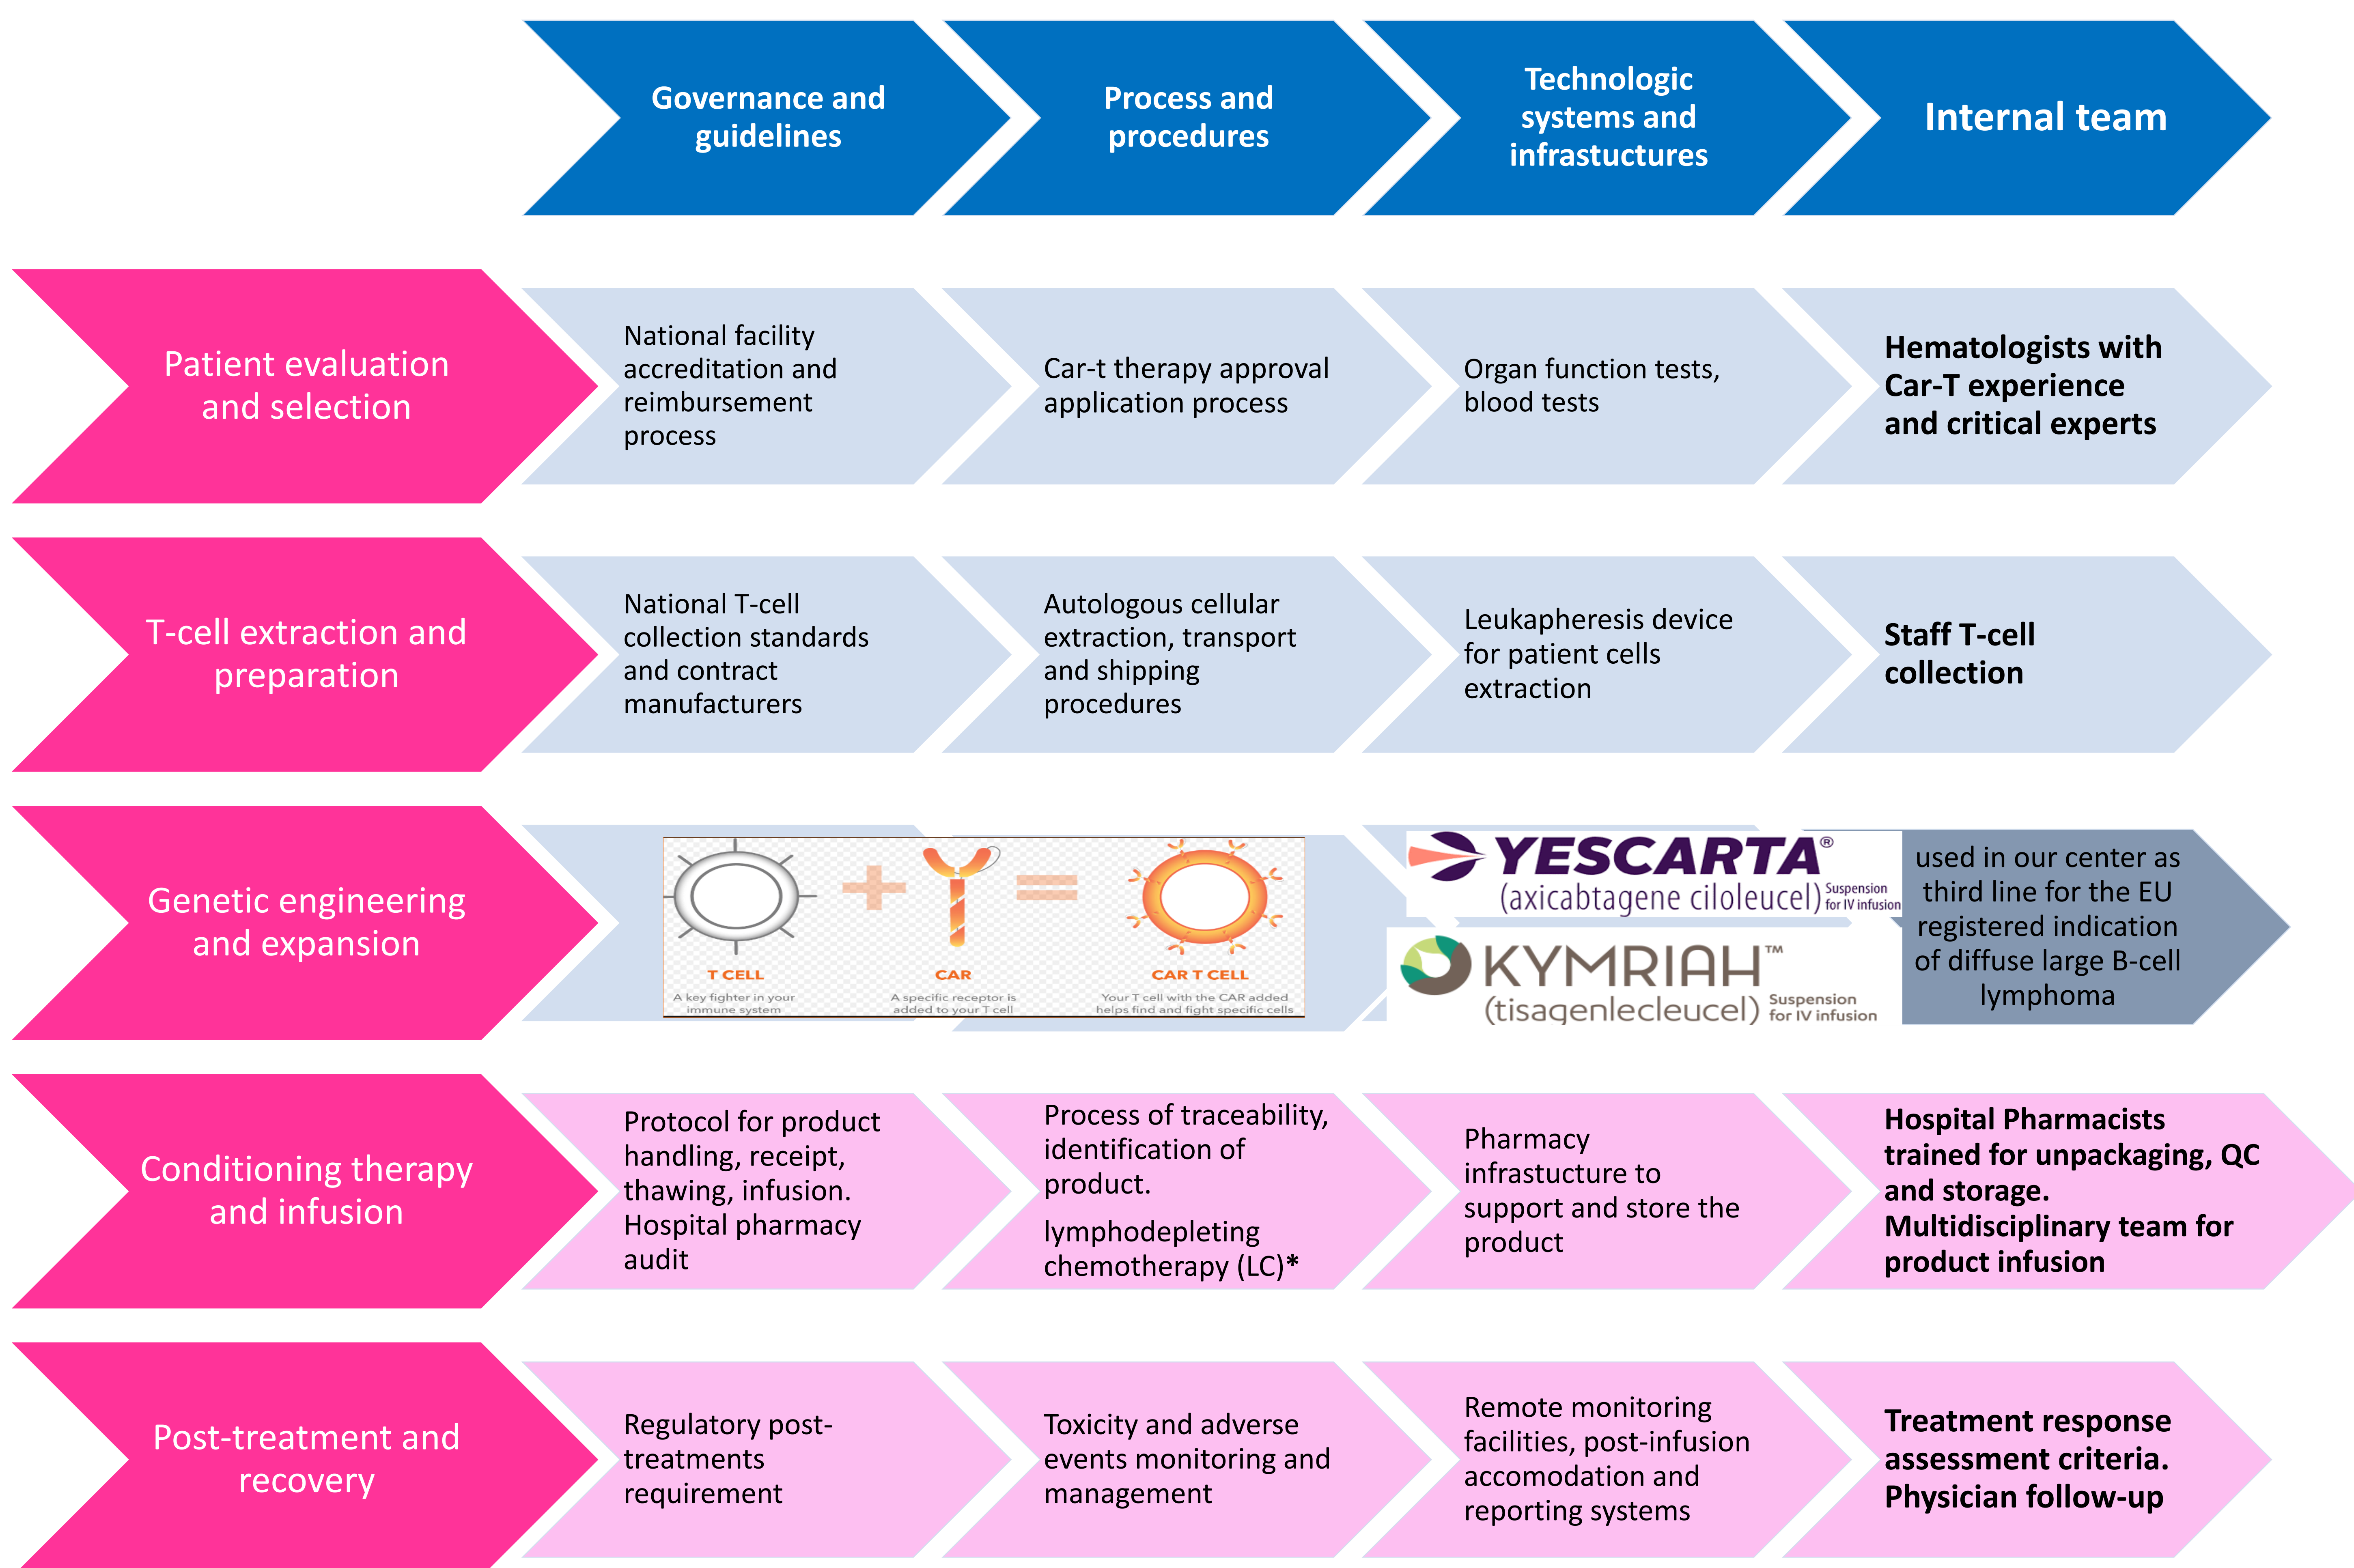 Governance and
guidelines
Process and
procedures
Technologic
systems and
infrastuctures
Internal team
Patient evaluation
and selection
National facility
accreditation and
reimbursement
process
Car-t therapy approval
application process
Organ function tests,
blood tests
Hematologists with
Car-T experience
and critical experts
T-cell extraction and
preparation
National T-cell
collection standards
and contract
manufacturers
Autologous cellular
extraction, transport
and shipping
procedures
Leukapheresis device
for patient cells
extraction
Staff T-cell
collection
Genetic engineering
and expansion
T CELL
A key fighter in your
immune system
+
CAR
A specific receptor is
added to your T cell
=
CAR T CELL
Your T cell with the CAR added
helps find and fight specific cells
YESCARTA®
(axicabtagene ciloleucel) Suspension
for IV infusion
KYMRIAH™
(tisagenlecleucel) Suspension
for IV infusion
used in our center as
third line for the EU
registered indication
of diffuse large B-cell
lymphoma
Conditioning therapy
and infusion
Protocol for product
handling, receipt,
thawing, infusion.
Hospital pharmacy
audit
Process of traceability,
identification of
product.
lymphodepleting
chemotherapy (LC)*
Pharmacy
infrastucture to
support and store the
product
Hospital Pharmacists
trained for unpackaging, QC
and storage.
Multidisciplinary team for
product infusion
Post-treatment and
recovery
Regulatory post-
treatments
requirement
Toxicity and adverse
events monitoring and
management
Remote monitoring
facilities, post-infusion
accomodation and
reporting systems
Treatment response
assessment criteria.
Physician follow-up